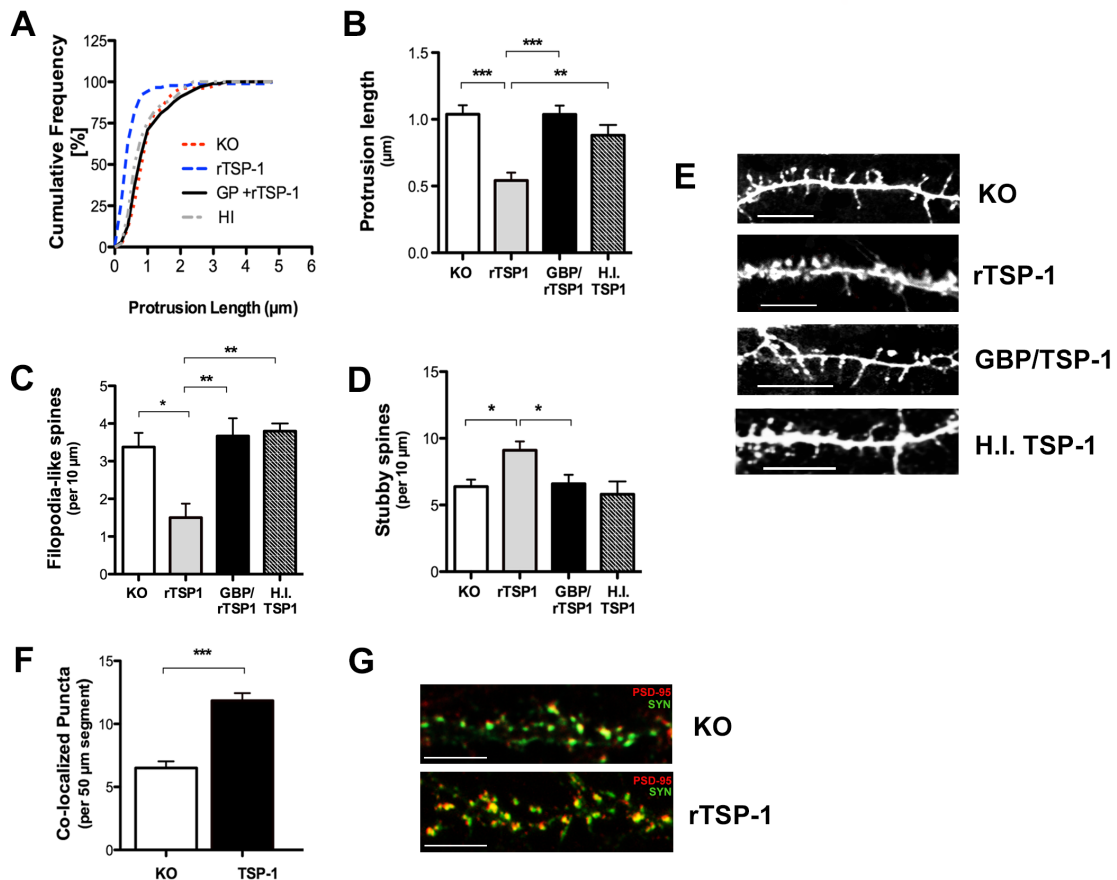 A
Cumulative Frequency
[%]
125
100
75
50
25
0
0 1 2 3 4 5 6
Protrusion Length (µm)
KO
rTSP-1
GP +rTSP-1
HI
B
Protrusion length
(µm)
1.5
1.0
0.5
0.0
***
***
**
KO rTSP1 GBP/ H.I.
rTSP1 TSP1
E
KO
rTSP-1
GBP/TSP-1
H.I. TSP-1
C
Filopodia-like spines
(per 10 µm)
5
4
3
2
1
0
**
**
*
KO rTSP1 GBP/ H.I.
rTSP1 TSP1
D
Stubby spines
(per 10 µm)
15
10
5
0
* *
KO rTSP1 GBP/ H.I.
rTSP1 TSP1
F
Co-localized Puncta
(per 50 µm segment)
15
10
5
0
***
KO TSP-1
G
PSD-95
SYN
KO
PSD-95
SYN
rTSP-1